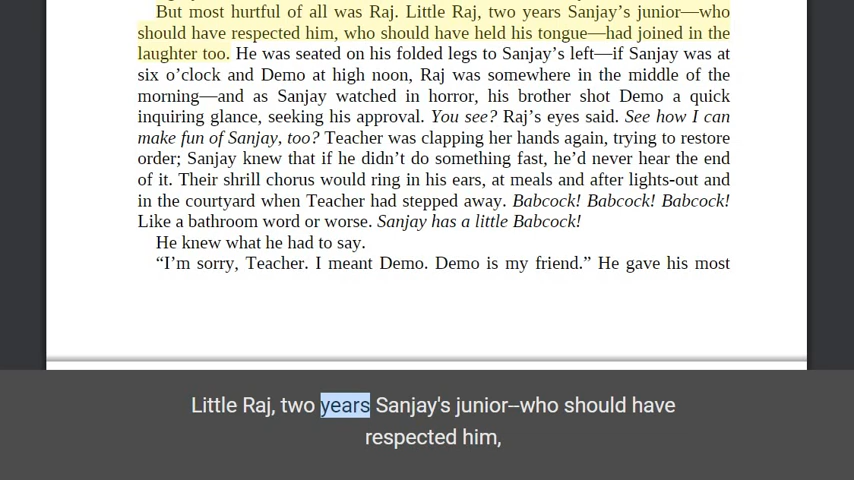 But most hurtful of all was Raj. Little Raj, two years Sanjay’s junior—who
should have respected him, who should have held his tongue—had joined in the
laughter too. He was seated on his folded legs to Sanjay’s left—if Sanjay was at
six o’clock and Demo at high noon, Raj was somewhere in the middle of the
morning—and as Sanjay watched in horror, his brother shot Demo a quick
inquiring glance, seeking his approval. You see? Raj’s eyes said. See how I can
make fun of Sanjay, too? Teacher was clapping her hands again, trying to restore
order; Sanjay knew that if he didn’t do something fast, he’d never hear the end
of it. Their shrill chorus would ring in his ears, at meals and after lights-out and
in the courtyard when Teacher had stepped away. Babcock! Babcock! Babcock!
Like a bathroom word or worse. Sanjay has a little Babcock!
He knew what he had to say.
“I’m sorry, Teacher. I meant Demo. Demo is my friend.” He gave his most
Little Raj, two years Sanjay's junior--who should have
respected him,